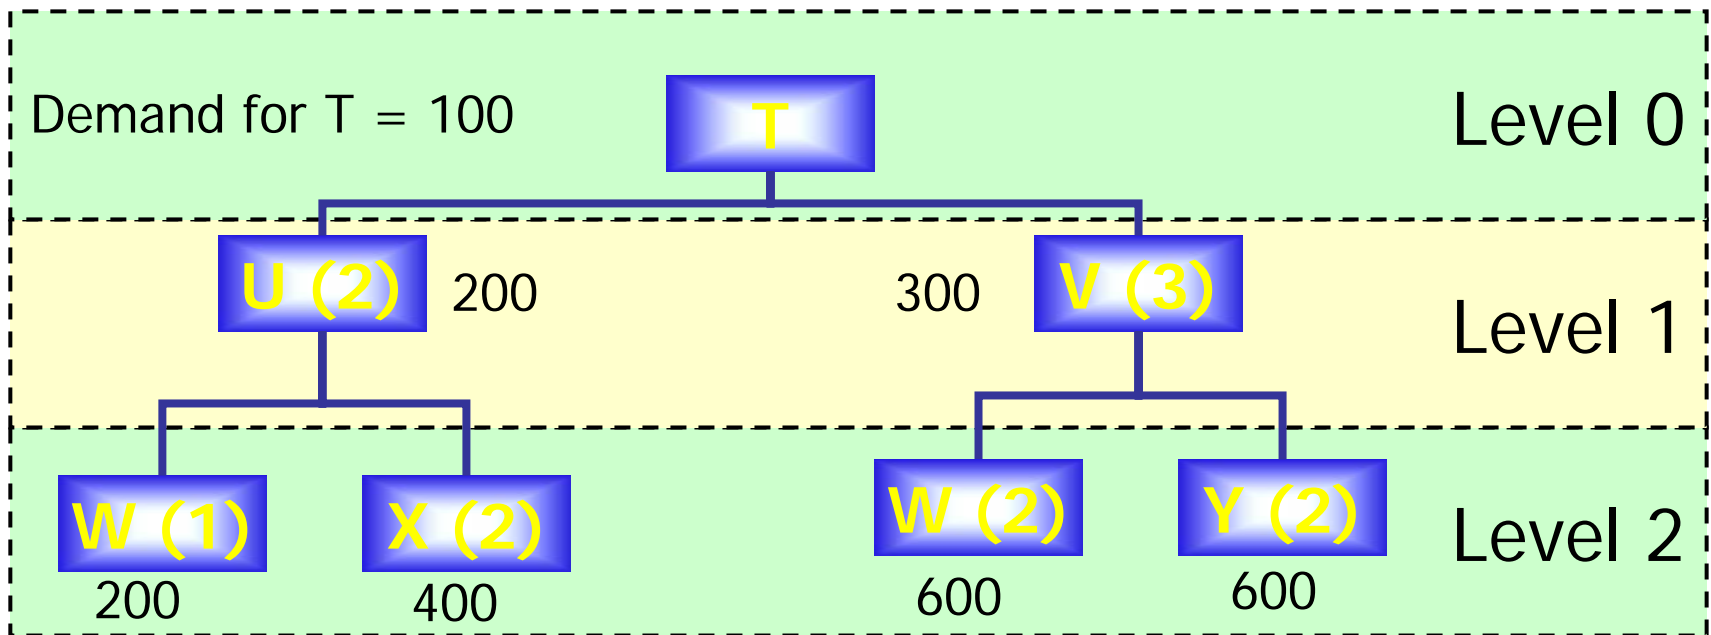 Demand for T = 100
T
Level 0
U (2)
200
300
V (3)
Level 1
W (1)
X (2)
W (2)
Y (2)
Level 2
200
400
600
600